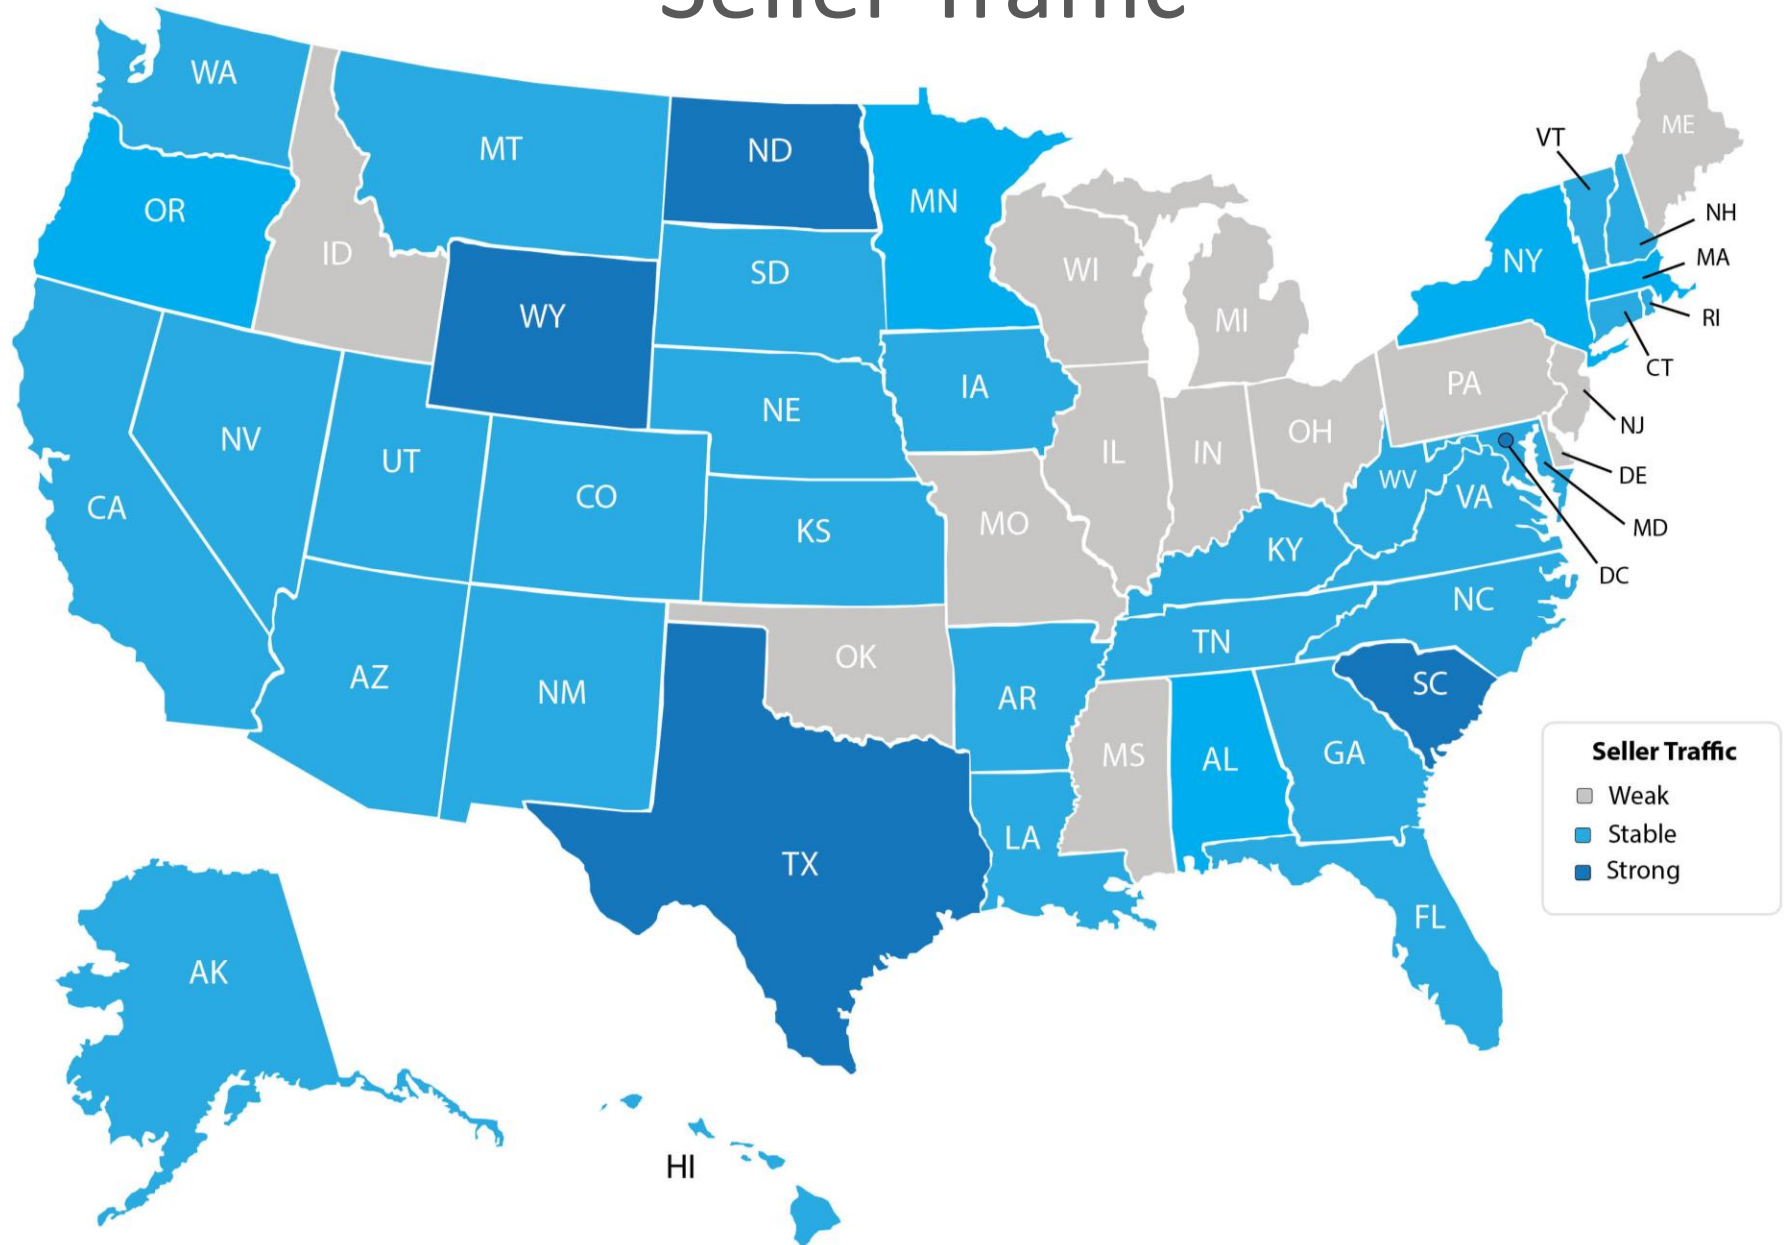 Seller Traffic
WA
MT
ND
MN
ME
VT
OR
ID
SD
WI
MI
NY
NH
MA
RI
CT
WY
IA
NE
PA
NJ
NV
UT
CO
CA
KS
IL
IN
OH
WV
VA
DE
MD
DC
MO
KY
NC
TN
AZ
NM
OK
AR
SC
MS
AL
GA
LA
TX
FL
AK
HI
Seller Traffic
Weak
Stable
Strong